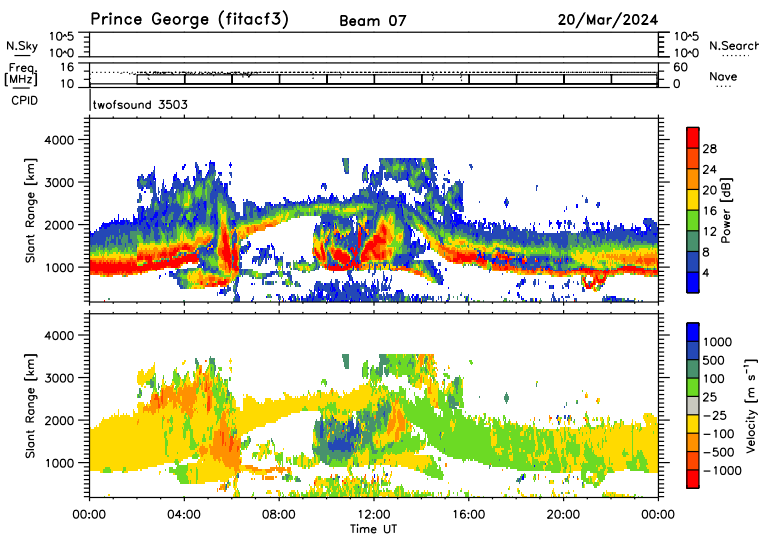 Prince George (fitacf3) Beam 07 20/Mar/2024
N.Sky 10^5 10^5 N.Search
10^0 10^0
Freq. 16 60
[MHz] 10 0 Nave
CPID twofsound 3503
Slant Range [km] 4000 3000 2000 1000
28 24 20 16 12 8 4 Power [dB]
Slant Range [km] 4000 3000 2000 1000
1000 500 100 25 −25 −100 −500 −1000 Velocity [m s⁻¹]
00:00 04:00 08:00 12:00 16:00 20:00 00:00
Time UT